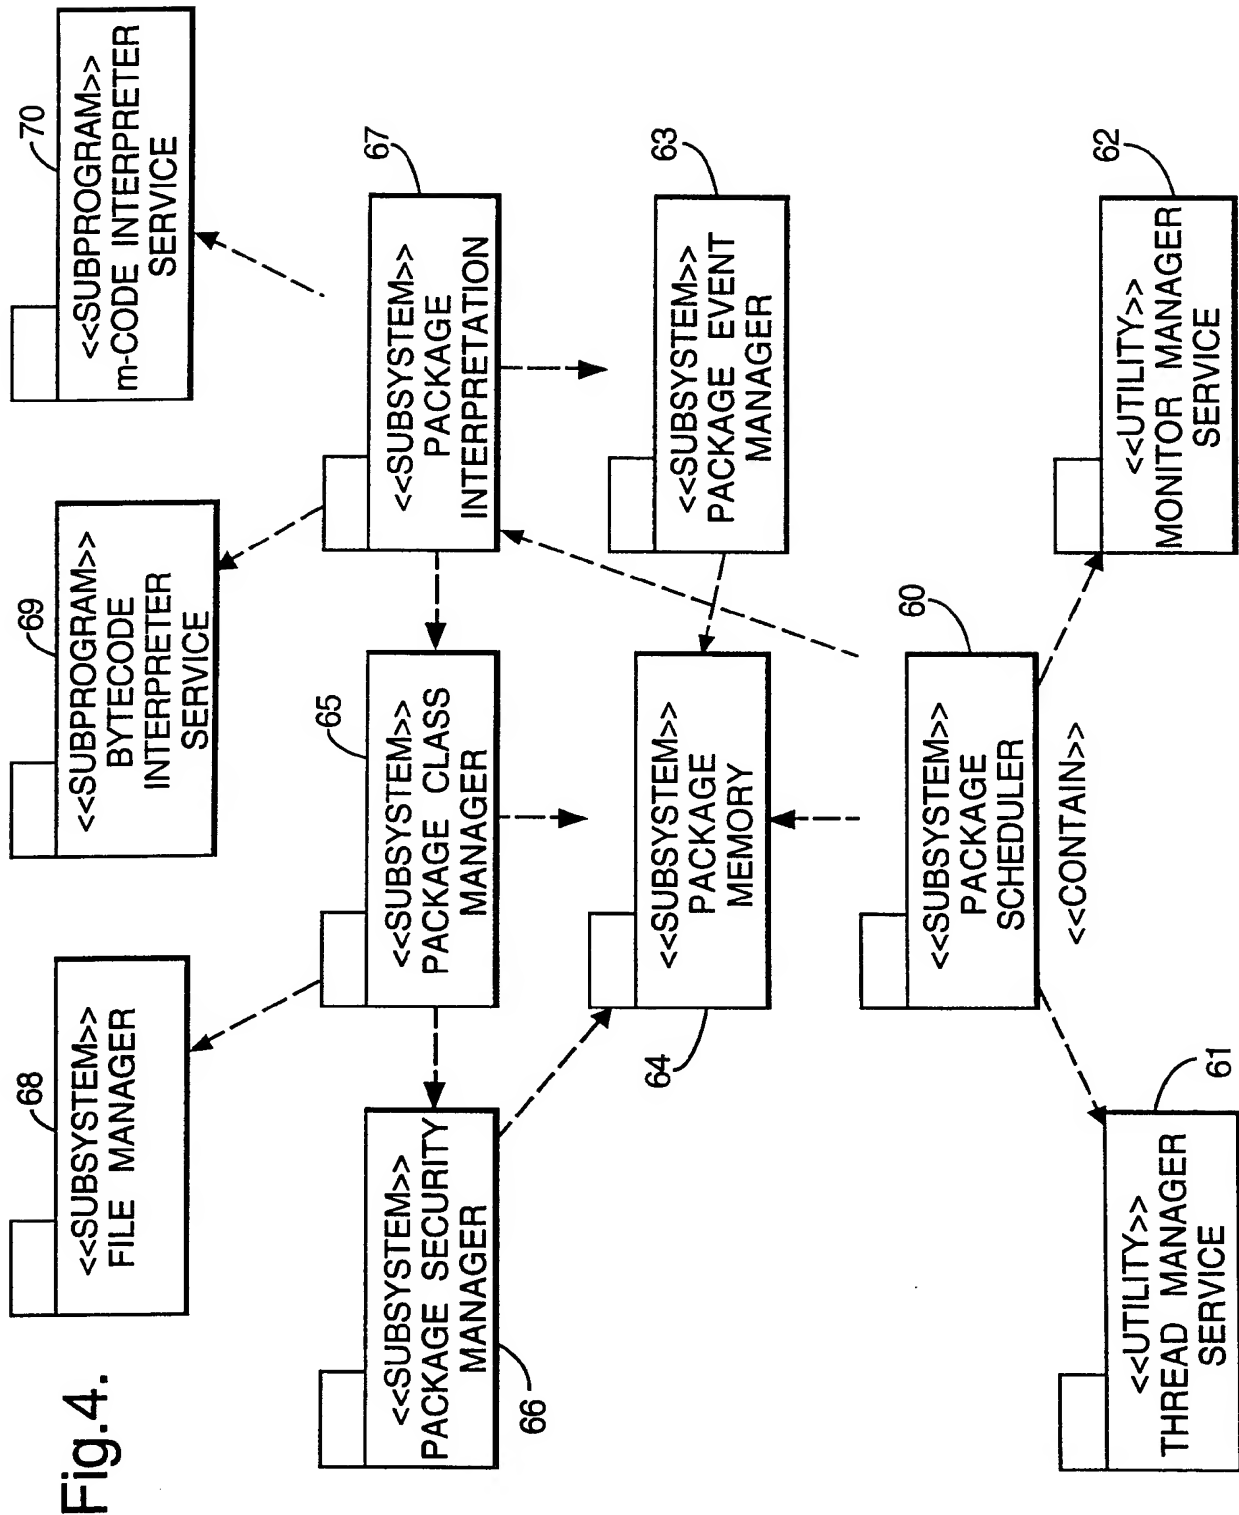 Fig.4.
68
<<SUBSYSTEM>>
FILE MANAGER
69
<<SUBPROGRAM>>
BYTECODE
INTERPRETER
SERVICE
70
<<SUBPROGRAM>>
m-CODE INTERPRETER
SERVICE
<<SUBSYSTEM>>
PACKAGE SECURITY
MANAGER
66
65
<<SUBSYSTEM>>
PACKAGE CLASS
MANAGER
67
<<SUBSYSTEM>>
PACKAGE
INTERPRETATION
<<SUBSYSTEM>>
PACKAGE
MEMORY
64
63
<<SUBSYSTEM>>
PACKAGE EVENT
MANAGER
60
<<SUBSYSTEM>>
PACKAGE
SCHEDULER
<<CONTAIN>>
61
<<UTILITY>>
THREAD MANAGER
SERVICE
62
<<UTILITY>>
MONITOR MANAGER
SERVICE